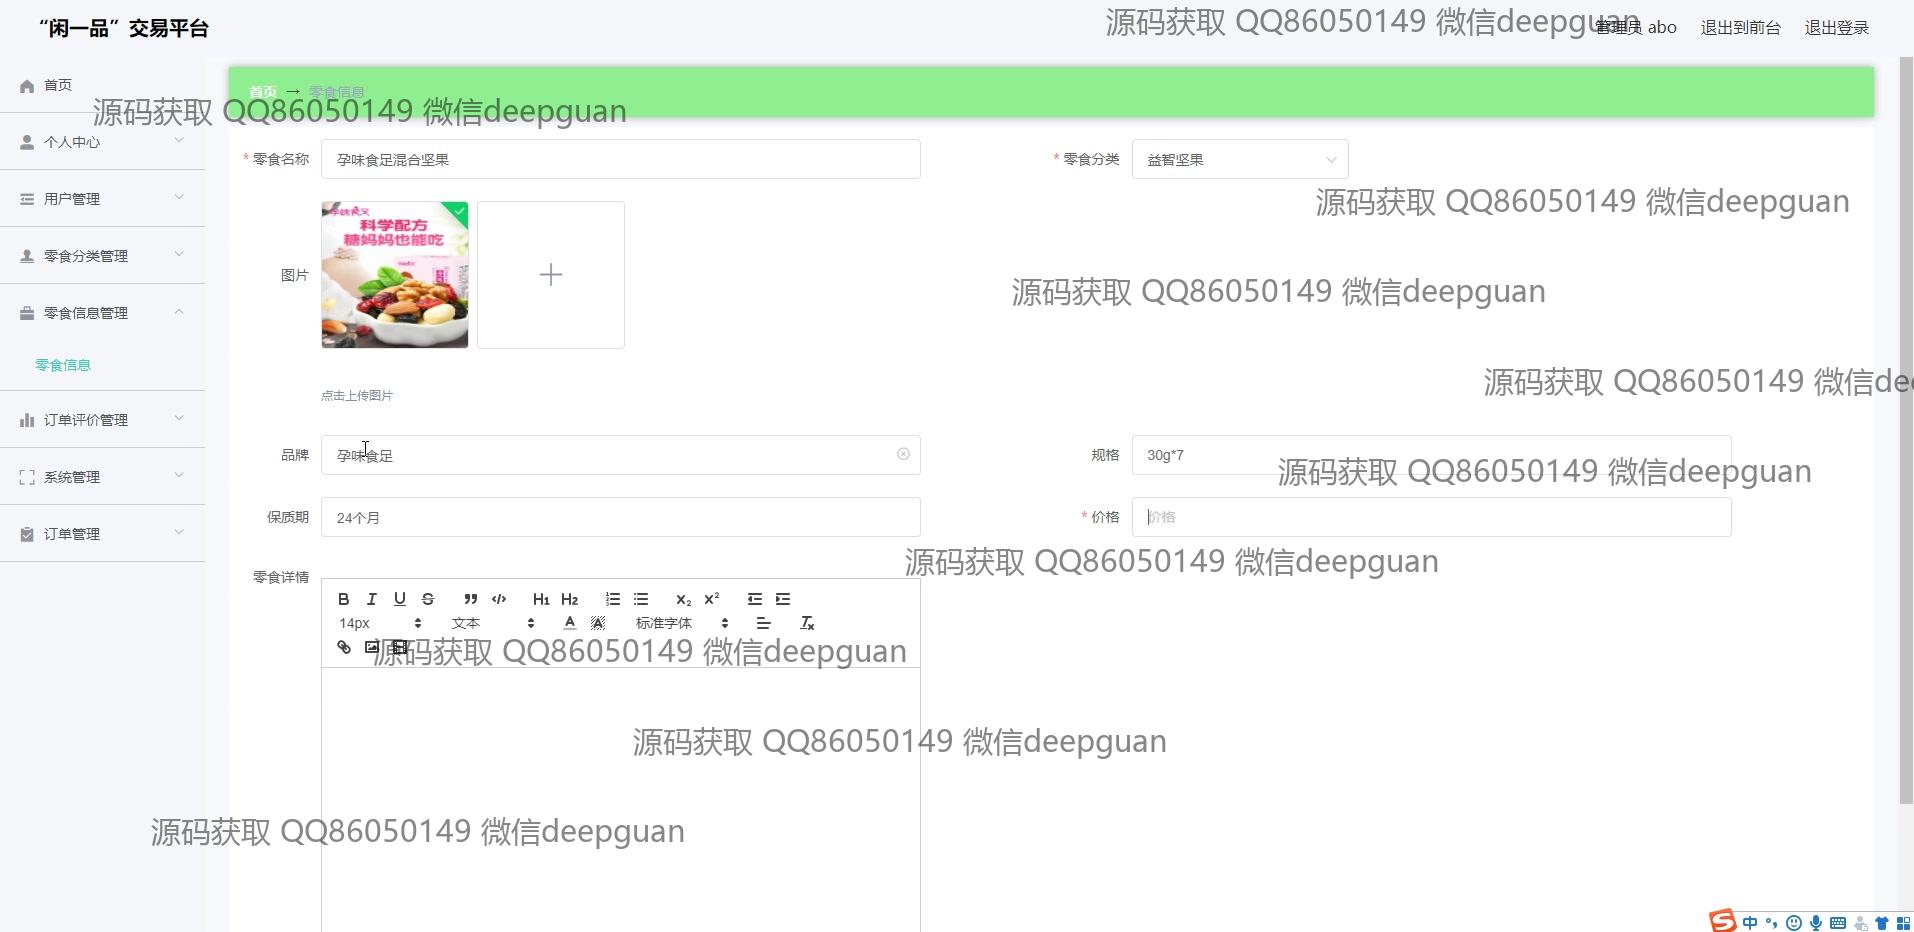 “闲一品”交易平台
源码获取 QQ86050149 微信deepguan
管理员 abo
退出到前台
退出登录
首页
首页 → 零食信息
源码获取 QQ86050149 微信deepguan
个人中心
* 零食名称
孕味食足混合坚果
* 零食分类
益智坚果
用户管理
源码获取 QQ86050149 微信deepguan
孕味食足
科学配方
糖妈妈也能吃
零食分类管理
图片
源码获取 QQ86050149 微信deepguan
零食信息管理
零食信息
源码获取 QQ86050149 微信de
点击上传图片
订单评价管理
品牌
孕味食足
规格
30g*7
源码获取 QQ86050149 微信deepguan
系统管理
保质期
24个月
* 价格
价格
订单管理
源码获取 QQ86050149 微信deepguan
零食详情
B I U S H1 H2 X2 X2
14px 文本 A A 标准字体 Tx
源码获取 QQ86050149 微信deepguan
源码获取 QQ86050149 微信deepguan
源码获取 QQ86050149 微信deepguan
S 中